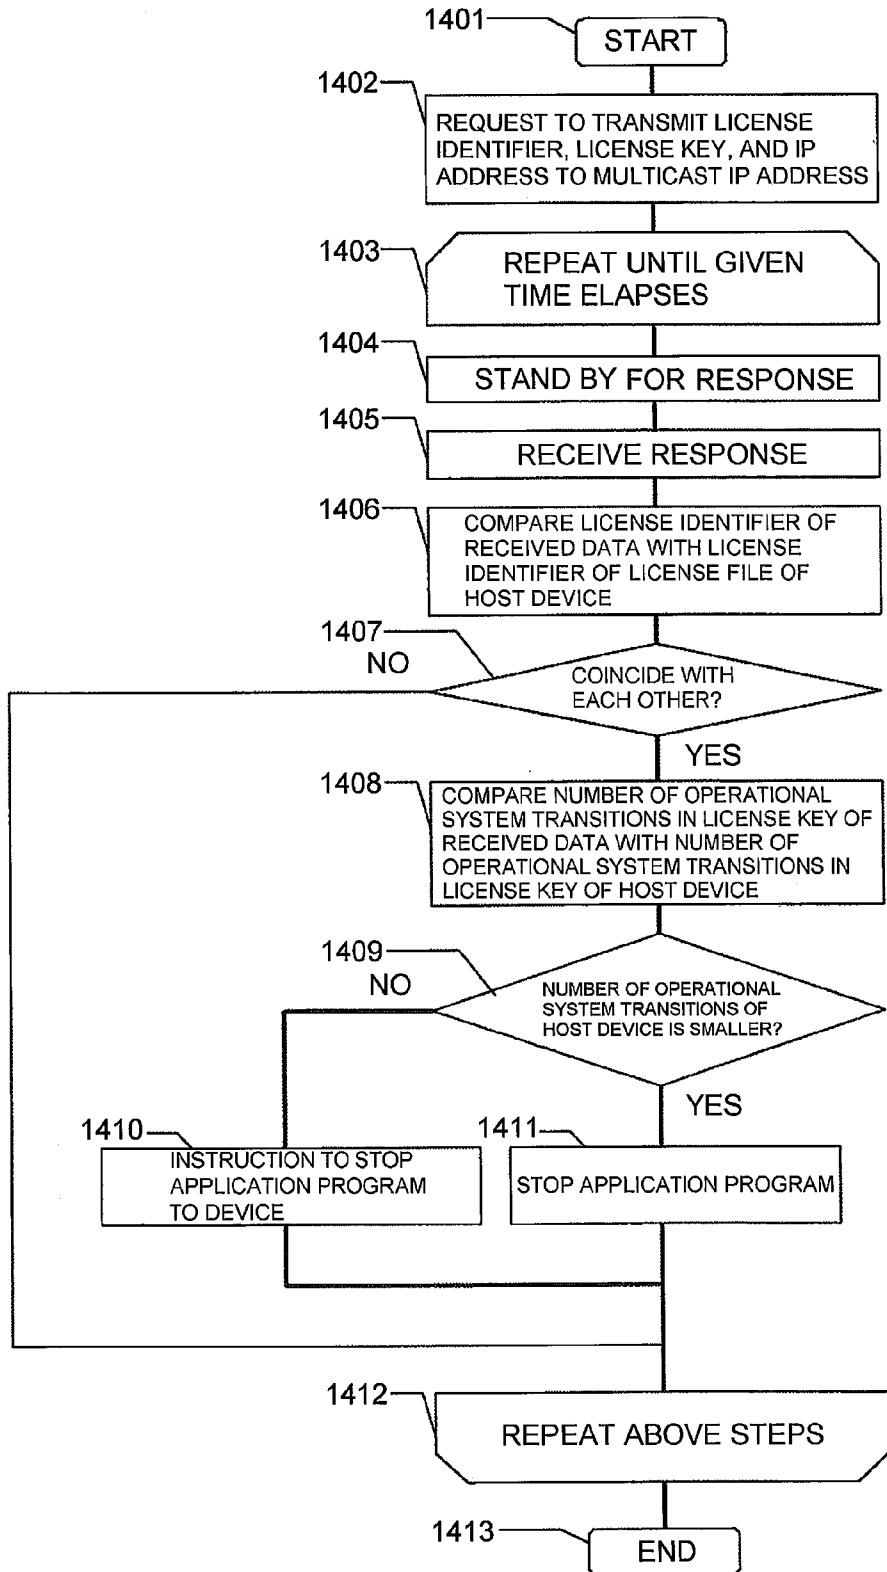 1401
START
1402
REQUEST TO TRANSMIT LICENSE
IDENTIFIER, LICENSE KEY, AND IP
ADDRESS TO MULTICAST IP ADDRESS
1403
REPEAT UNTIL GIVEN
TIME ELAPSES
1404
STAND BY FOR RESPONSE
1405
RECEIVE RESPONSE
1406
COMPARE LICENSE IDENTIFIER OF
RECEIVED DATA WITH LICENSE
IDENTIFIER OF LICENSE FILE OF
HOST DEVICE
1407
NO
COINCIDE WITH
EACH OTHER?
YES
1408
COMPARE NUMBER OF OPERATIONAL
SYSTEM TRANSITIONS IN LICENSE KEY OF
RECEIVED DATA WITH NUMBER OF
OPERATIONAL SYSTEM TRANSITIONS IN
LICENSE KEY OF HOST DEVICE
1409
NO
NUMBER OF OPERATIONAL
SYSTEM TRANSITIONS OF
HOST DEVICE IS SMALLER?
YES
1410
INSTRUCTION TO STOP
APPLICATION PROGRAM
TO DEVICE
1411
STOP APPLICATION PROGRAM
1412
REPEAT ABOVE STEPS
1413
END